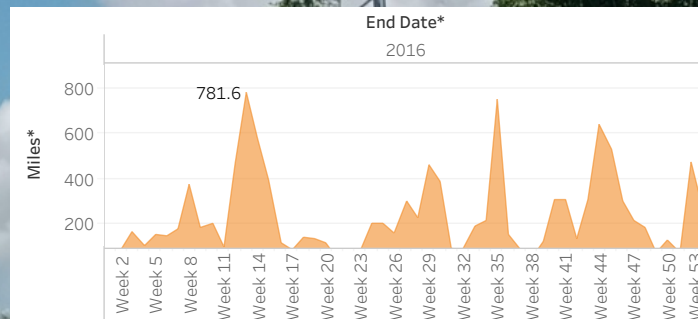 End Date*
2016
Miles*
800
600
400
200
781.6
Week 2
Week 5
Week 8
Week 11
Week 14
Week 17
Week 20
Week 23
Week 26
Week 29
Week 32
Week 35
Week 38
Week 41
Week 44
Week 47
Week 50
Week 53